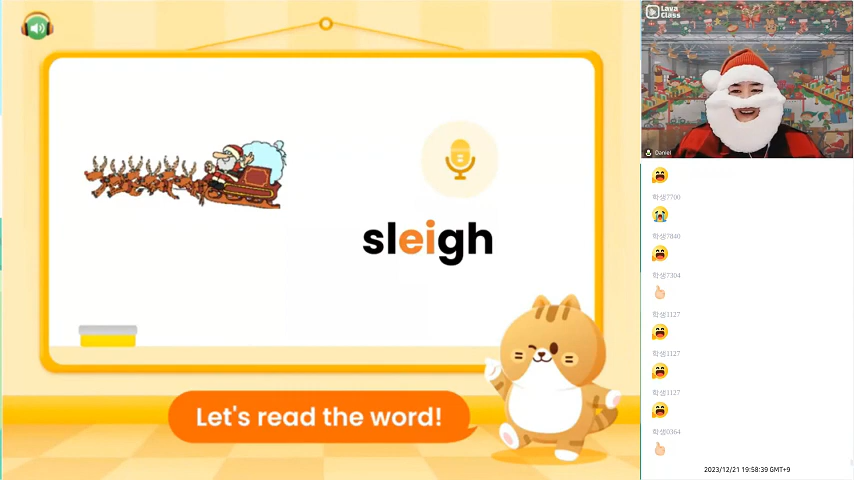 sleigh
Let's read the word!
Lava
Class
Daniel
학생7700
학생7840
학생7304
학생1127
학생1127
학생1127
학생0364
2023/12/21 19:58:39 GMT+9